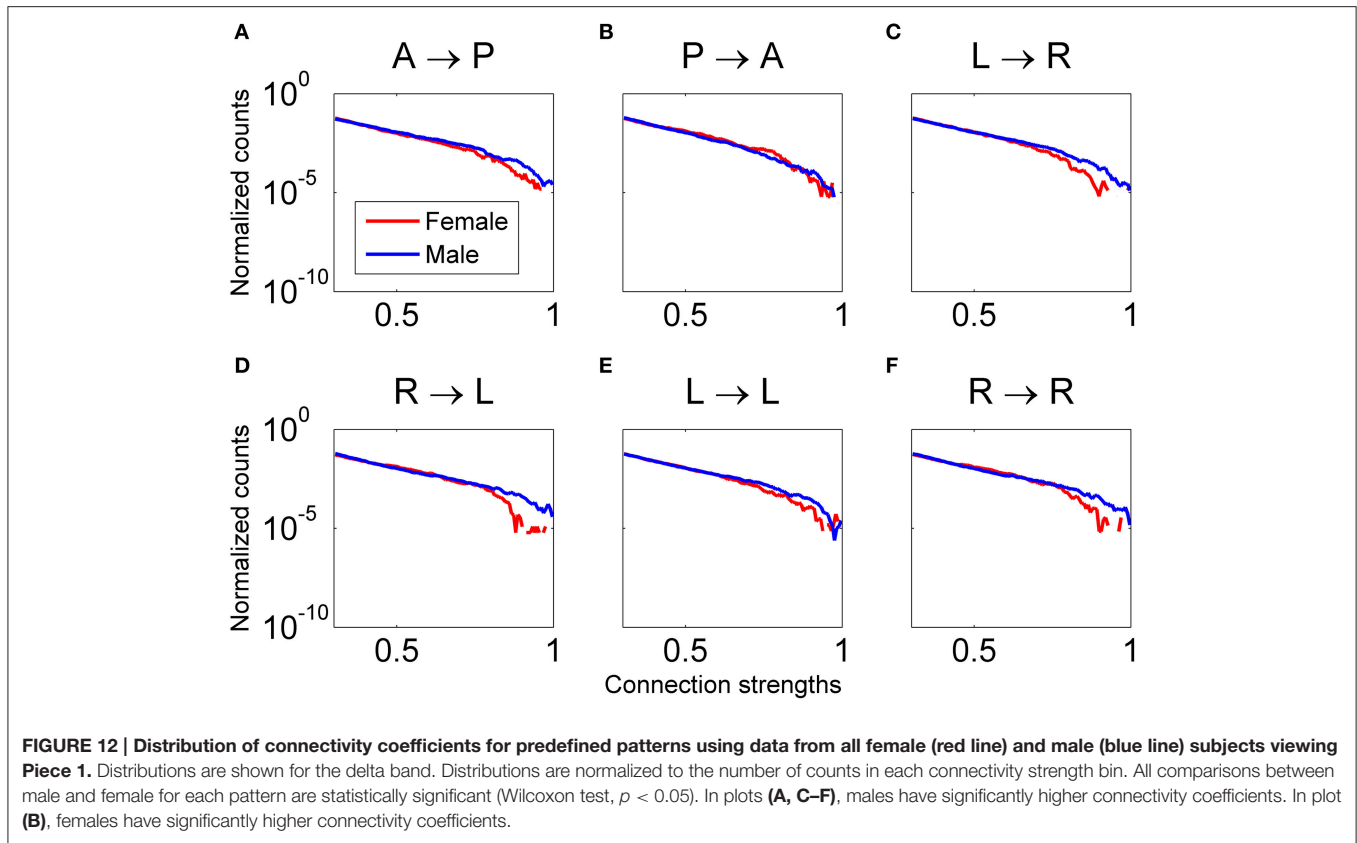 A
A → P
B
P → A
C
L → R
Normalized counts
10^0
10^-5
10^-10
Female
Male
0.5
1
0.5
1
0.5
1
D
R → L
E
L → L
F
R → R
Normalized counts
10^0
10^-5
10^-10
0.5
1
0.5
1
0.5
1
Connection strengths
FIGURE 12 | Distribution of connectivity coefficients for predefined patterns using data from all female (red line) and male (blue line) subjects viewing
Piece 1. Distributions are shown for the delta band. Distributions are normalized to the number of counts in each connectivity strength bin. All comparisons between
male and female for each pattern are statistically significant (Wilcoxon test, p < 0.05). In plots (A, C–F), males have significantly higher connectivity coefficients. In plot
(B), females have significantly higher connectivity coefficients.